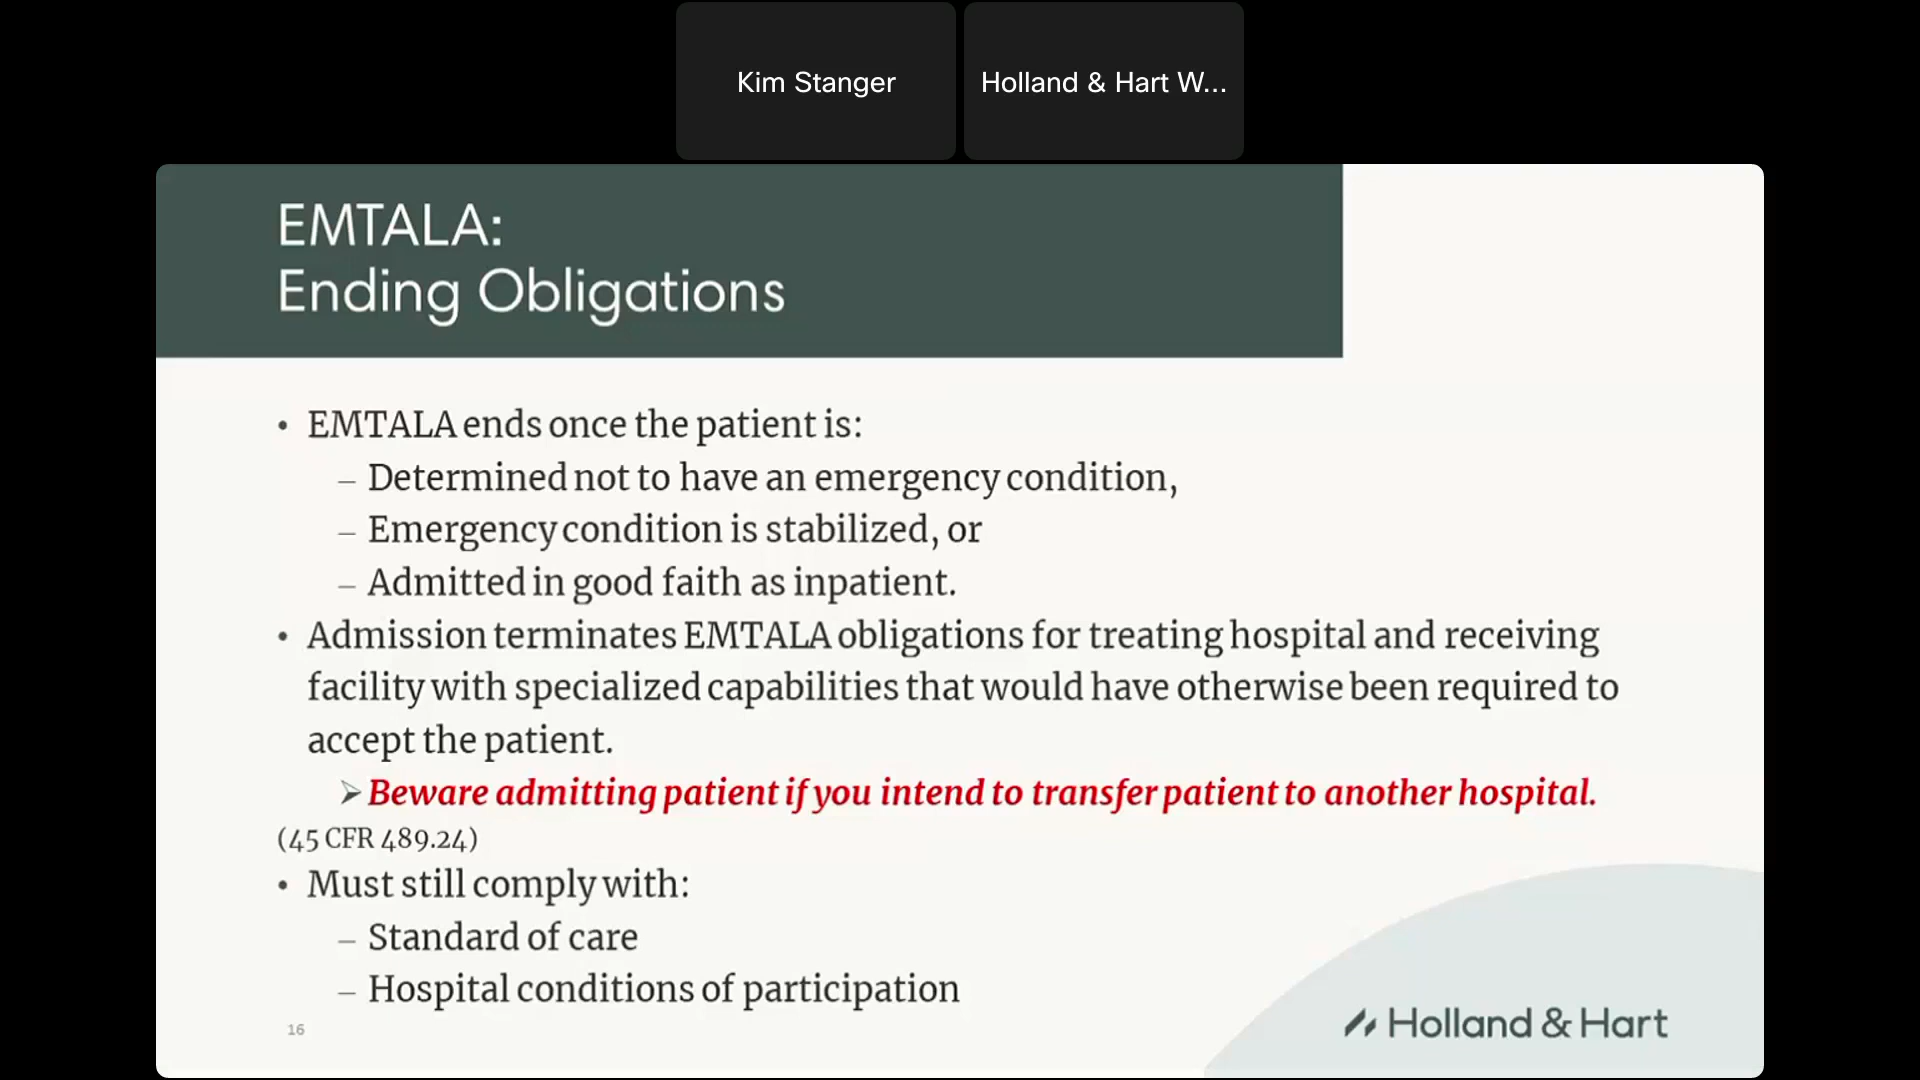 Kim Stanger
Holland & Hart W...
EMTALA:
Ending Obligations
• EMTALA ends once the patient is:
– Determined not to have an emergency condition,
– Emergency condition is stabilized, or
– Admitted in good faith as inpatient.
• Admission terminates EMTALA obligations for treating hospital and receiving
facility with specialized capabilities that would have otherwise been required to
accept the patient.
➢ Beware admitting patient if you intend to transfer patient to another hospital.
(45 CFR 489.24)
• Must still comply with:
– Standard of care
– Hospital conditions of participation
16
Holland & Hart